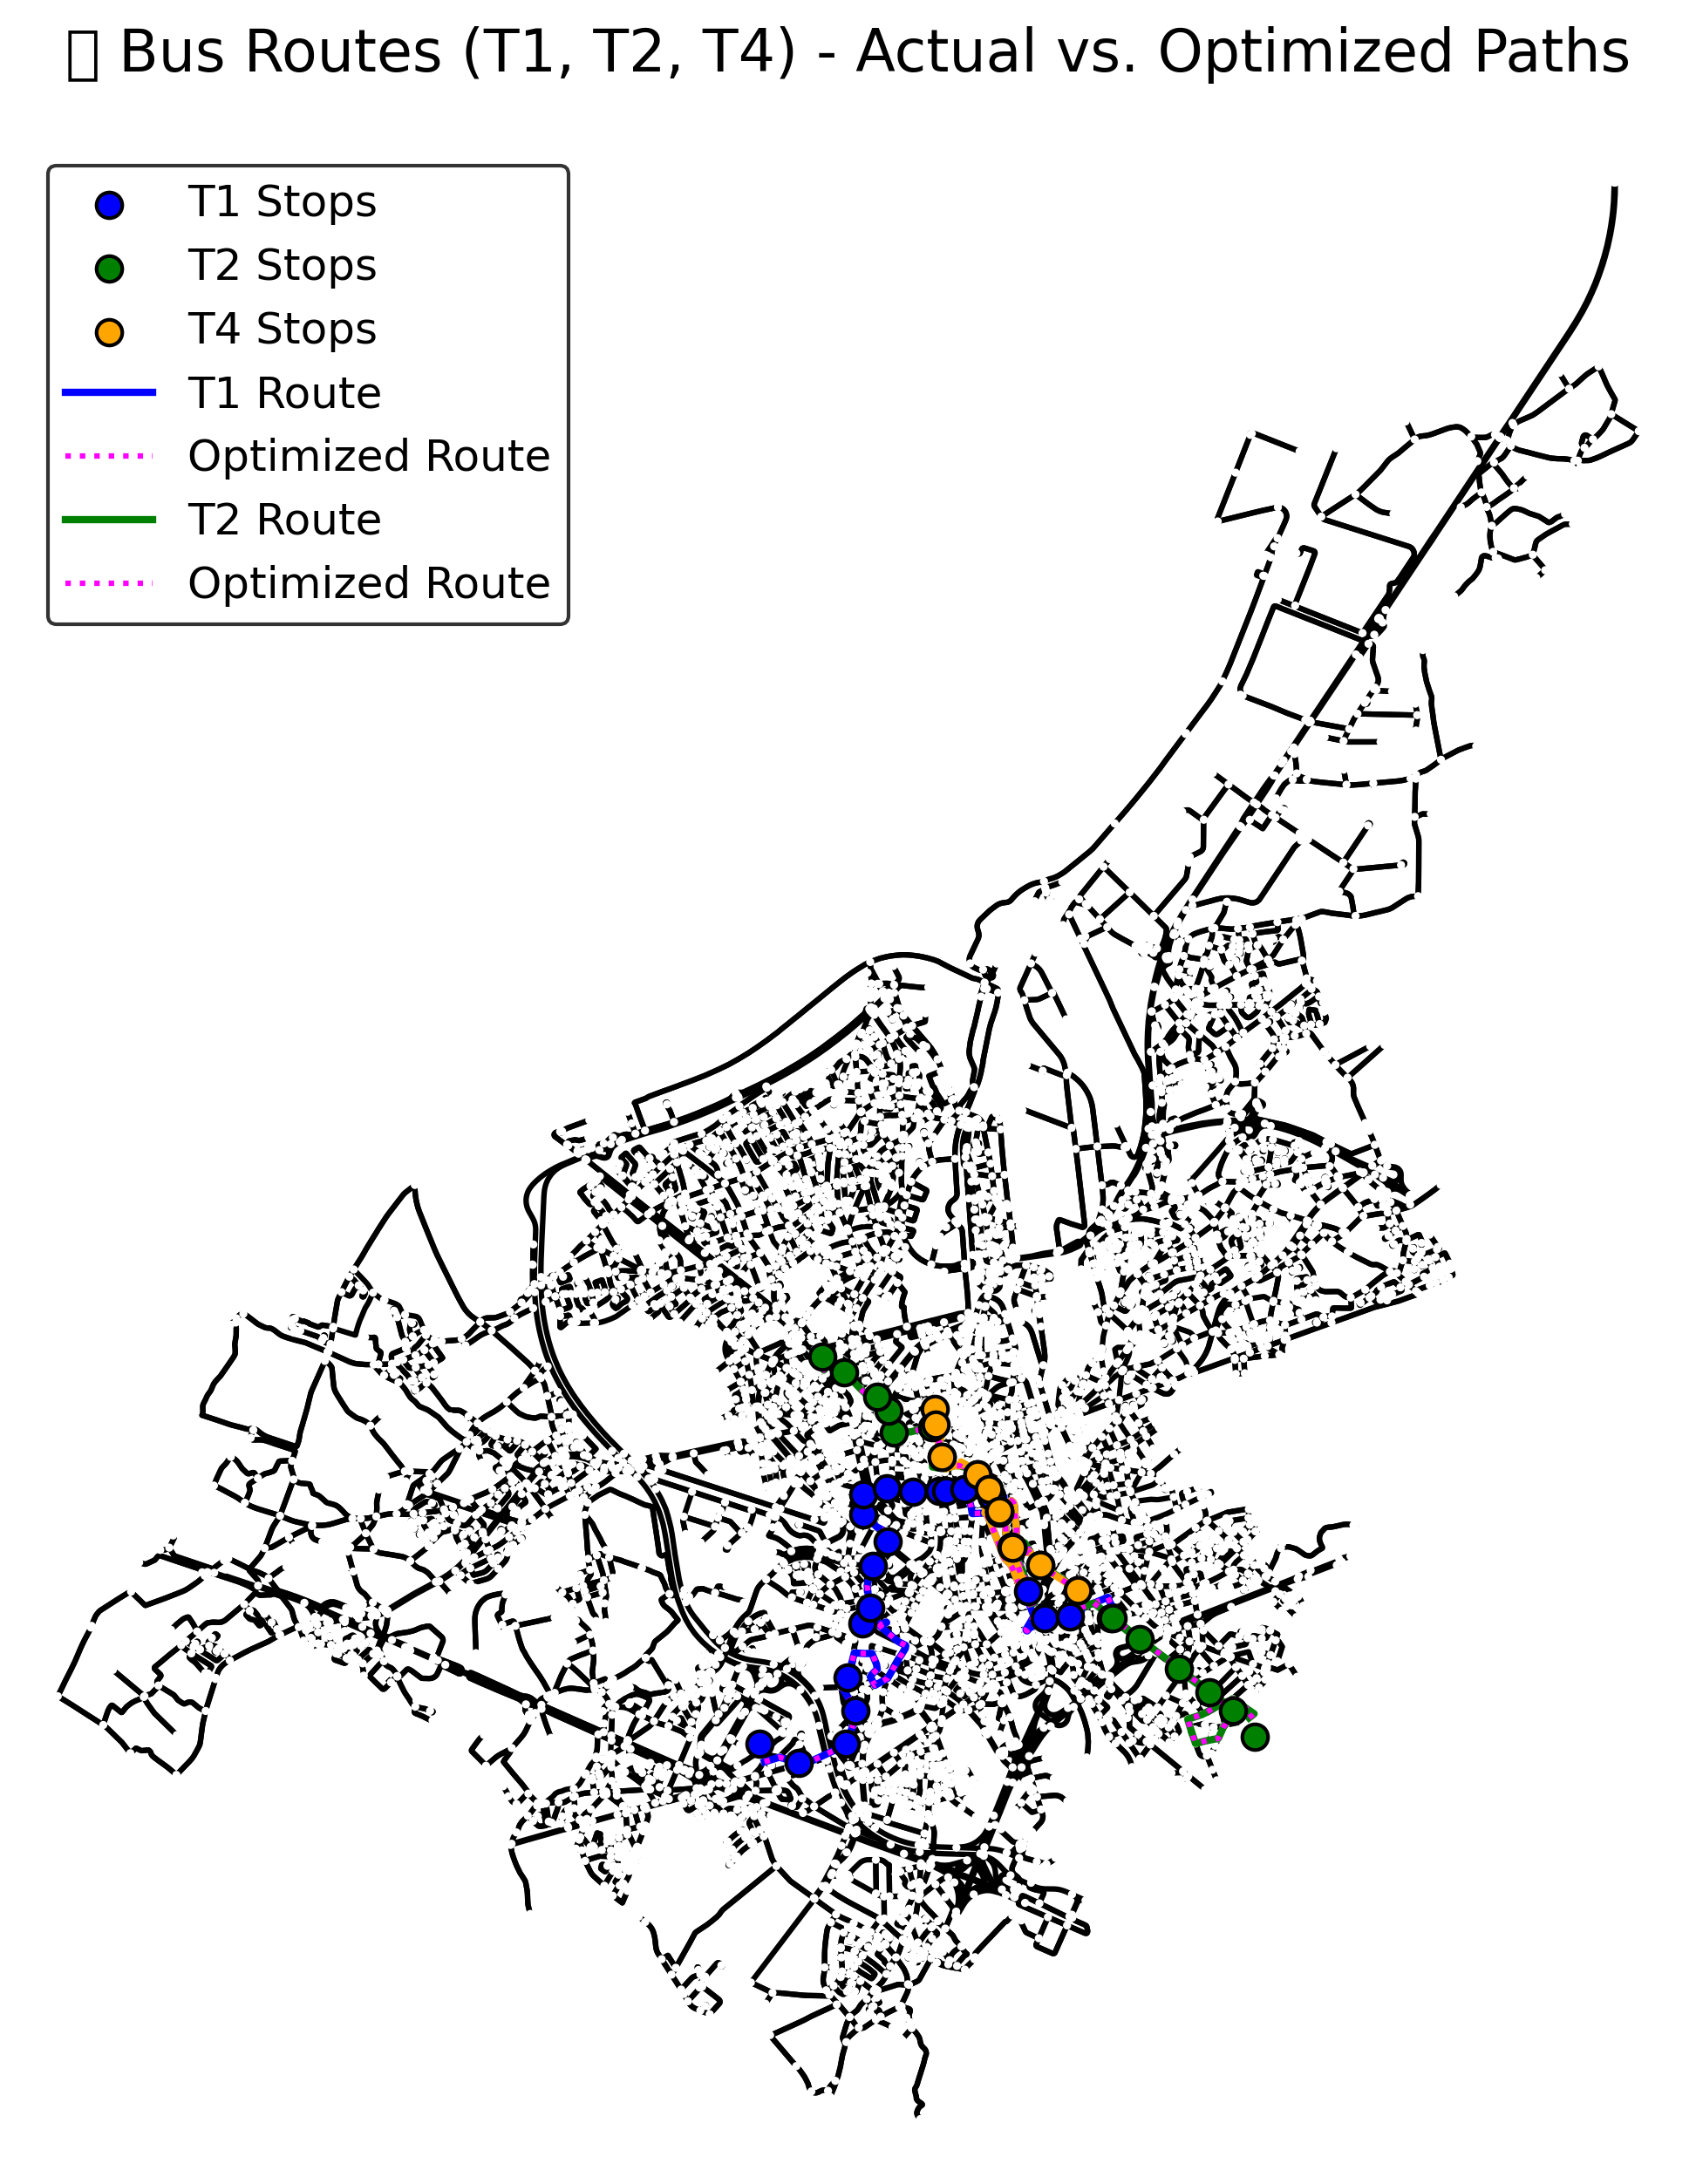 ▯ Bus Routes (T1, T2, T4) - Actual vs. Optimized Paths
T1 Stops
T2 Stops
T4 Stops
T1 Route
Optimized Route
T2 Route
Optimized Route